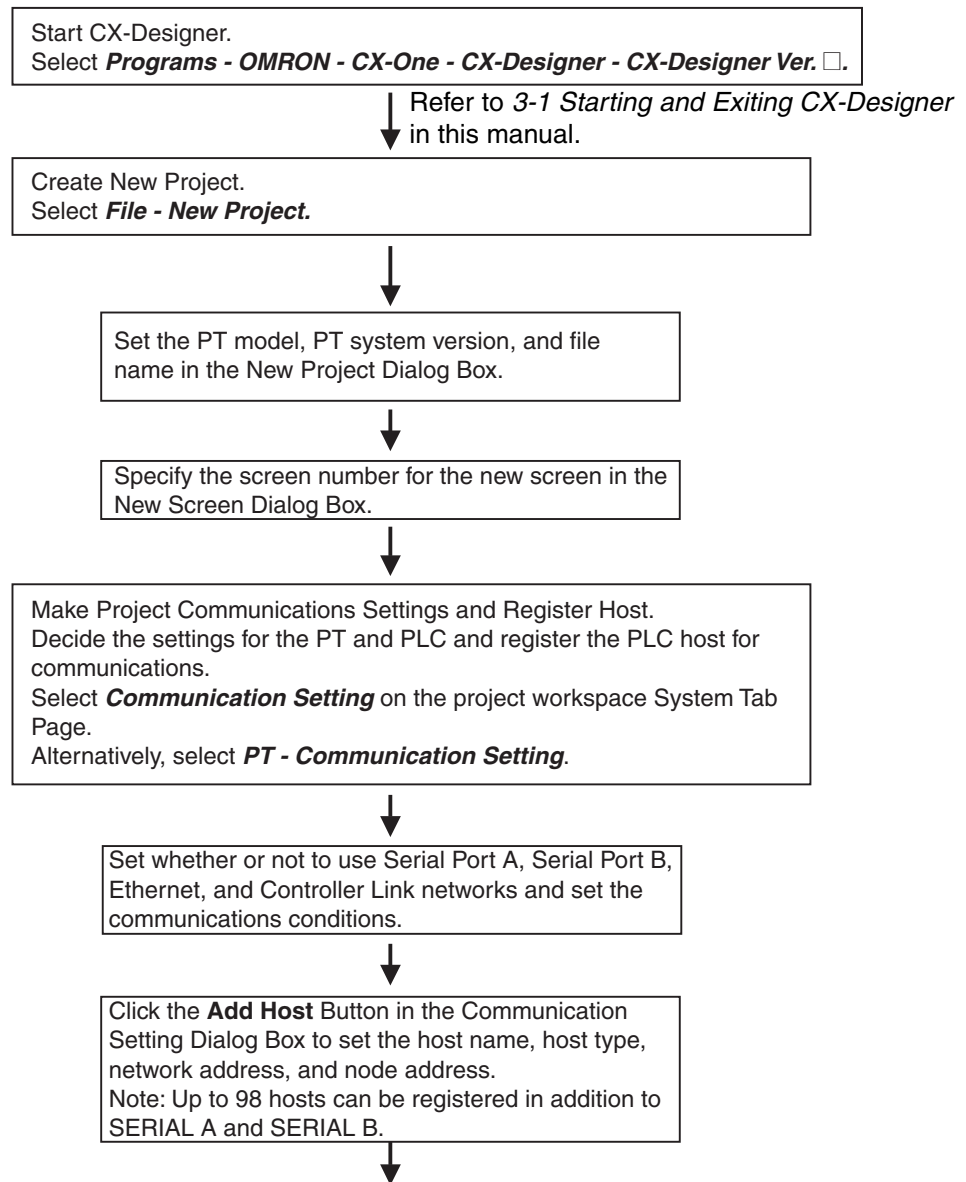 Start CX-Designer.
Select Programs - OMRON - CX-One - CX-Designer - CX-Designer Ver. □.
Refer to 3-1 Starting and Exiting CX-Designer
in this manual.
Create New Project.
Select File - New Project.
Set the PT model, PT system version, and file
name in the New Project Dialog Box.
Specify the screen number for the new screen in the
New Screen Dialog Box.
Make Project Communications Settings and Register Host.
Decide the settings for the PT and PLC and register the PLC host for
communications.
Select Communication Setting on the project workspace System Tab
Page.
Alternatively, select PT - Communication Setting.
Set whether or not to use Serial Port A, Serial Port B,
Ethernet, and Controller Link networks and set the
communications conditions.
Click the Add Host Button in the Communication
Setting Dialog Box to set the host name, host type,
network address, and node address.
Note: Up to 98 hosts can be registered in addition to
SERIAL A and SERIAL B.